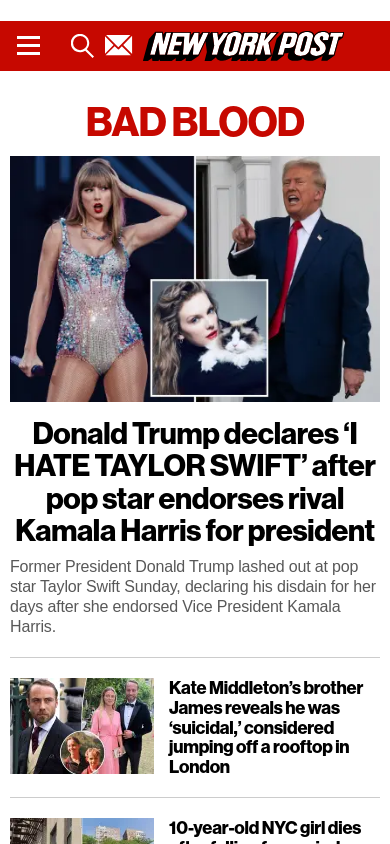 NEW YORK POST
BAD BLOOD
Donald Trump declares ‘I
HATE TAYLOR SWIFT’ after
pop star endorses rival
Kamala Harris for president
Former President Donald Trump lashed out at pop
star Taylor Swift Sunday, declaring his disdain for her
days after she endorsed Vice President Kamala
Harris.
Kate Middleton’s brother
James reveals he was
‘suicidal,’ considered
jumping off a rooftop in
London
10-year-old NYC girl dies